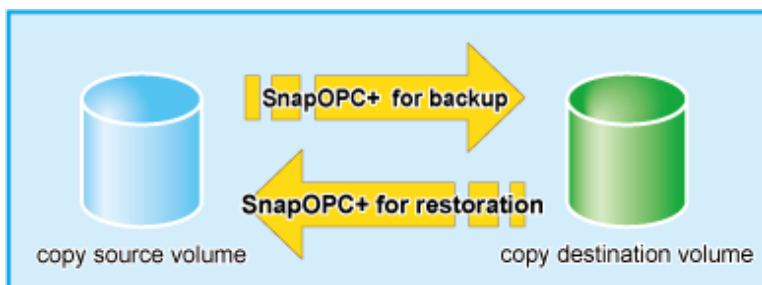 SnapOPC+ for backup
SnapOPC+ for restoration
copy source volume
copy destination volume